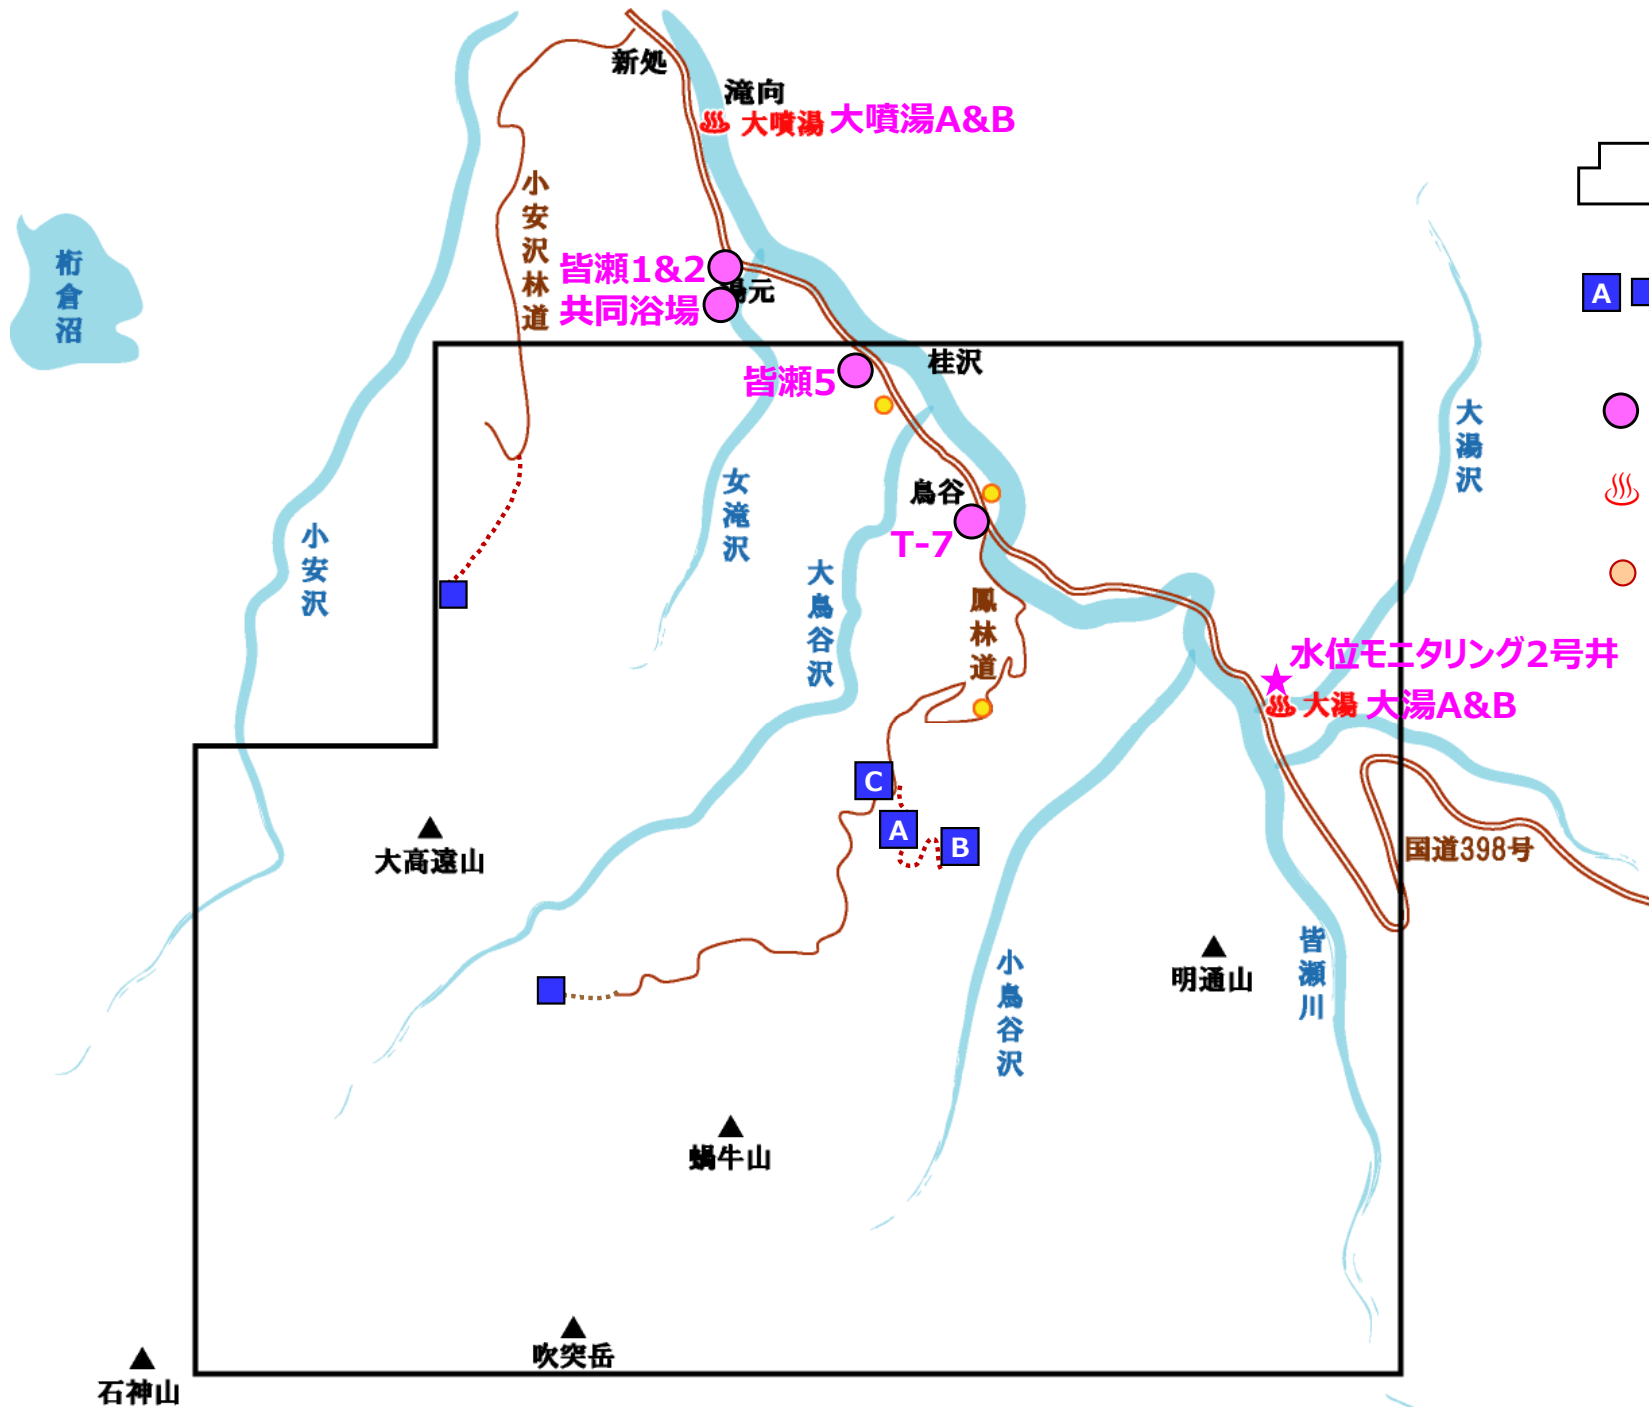 新処
滝向
大噴湯 大噴湯A&B
小安沢林道
桁倉沼
皆瀬1&2
湯元
共同浴場
A
桂沢
皆瀬5
大湯沢
女滝沢
鳥谷
T-7
小安沢
大鳥谷沢
鳳林道
水位モニタリング2号井
大湯 大湯A&B
C
A
B
大高遠山
国道398号
皆瀬川
小鳥谷沢
明通山
蝸牛山
吹突岳
石神山